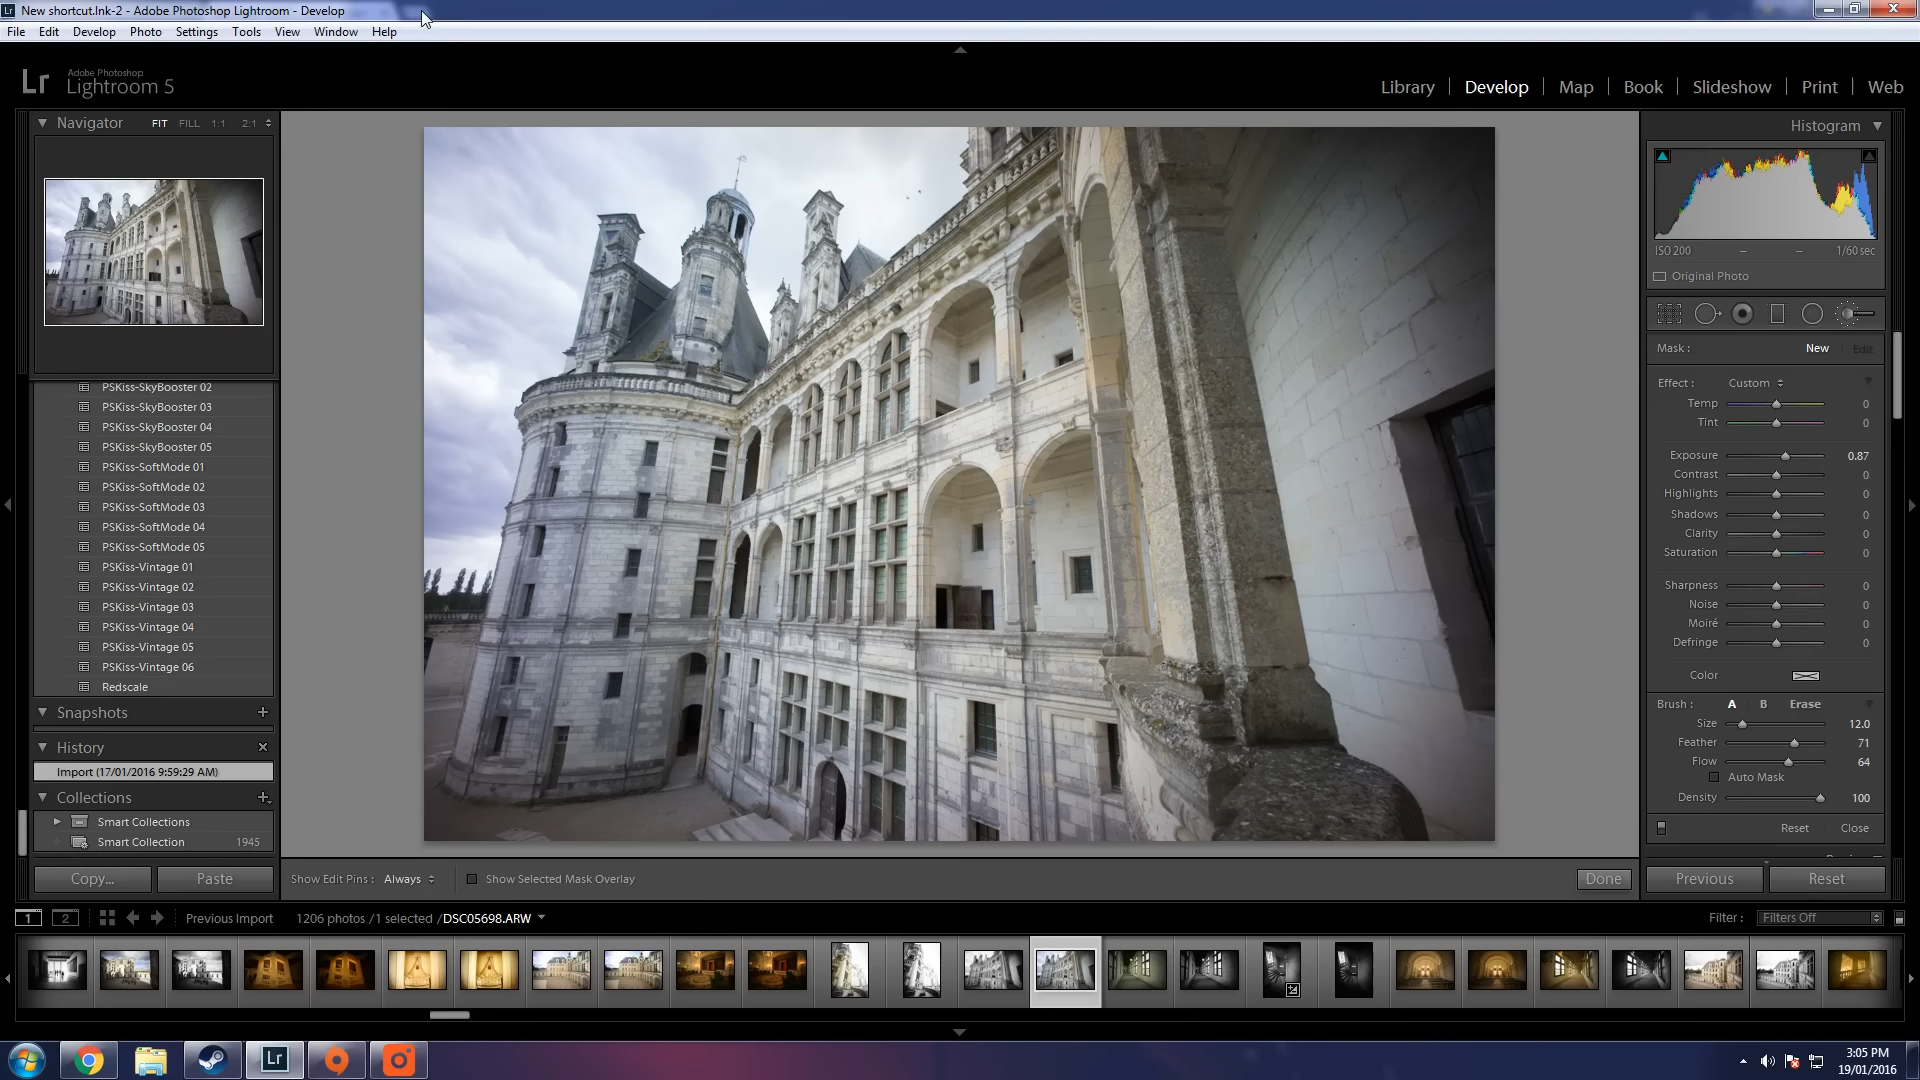 New shortcut.lnk-2 - Adobe Photoshop Lightroom - Develop
File Edit Develop Photo Settings Tools View Window Help
Lr Adobe Photoshop
Lightroom 5
Library Develop Map Book Slideshow Print Web
Navigator FIT FILL 1:1 2:1
PSKiss-SkyBooster 02
PSKiss-SkyBooster 03
PSKiss-SkyBooster 04
PSKiss-SkyBooster 05
PSKiss-SoftMode 01
PSKiss-SoftMode 02
PSKiss-SoftMode 03
PSKiss-SoftMode 04
PSKiss-SoftMode 05
PSKiss-Vintage 01
PSKiss-Vintage 02
PSKiss-Vintage 03
PSKiss-Vintage 04
PSKiss-Vintage 05
PSKiss-Vintage 06
Redscale
Snapshots
History
Import (17/01/2016 9:59:29 AM)
Collections
Smart Collections
Smart Collection 1945
Copy... Paste
Show Edit Pins : Always Show Selected Mask Overlay Done
Histogram
ISO 200 – – 1/60 sec
Original Photo
Mask : New Edit
Effect : Custom
Temp 0
Tint 0
Exposure 0.87
Contrast 0
Highlights 0
Shadows 0
Clarity 0
Saturation 0
Sharpness 0
Noise 0
Moiré 0
Defringe 0
Color
Brush : A B Erase
Size 12.0
Feather 71
Flow 64
Auto Mask
Density 100
Reset Close
Previous Reset
1 2 Previous Import 1206 photos /1 selected /DSC05698.ARW Filter : Filters Off
Lr
3:05 PM
19/01/2016